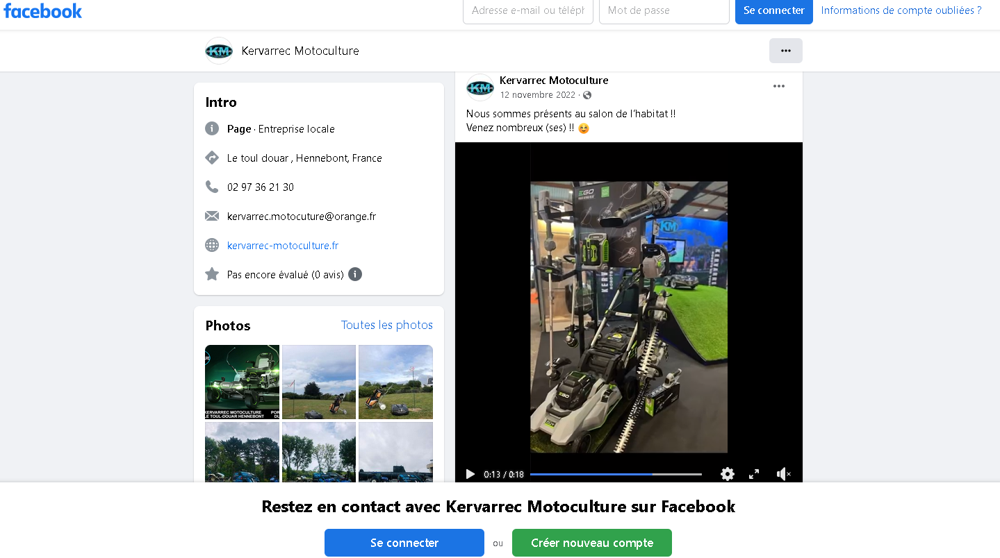 facebook
Adresse e-mail ou téléph
Mot de passe
Se connecter
Informations de compte oubliées ?
KM
Kervarrec Motoculture
Intro
Page · Entreprise locale
Le toul douar , Hennebont, France
02 97 36 21 30
kervarrec.motocuture@orange.fr
kervarrec-motoculture.fr
Pas encore évalué (0 avis)
Photos
Toutes les photos
KERVARREC MOTOCULTURE
LE TOUL-DOUAR HENNEBONT
KM
Kervarrec Motoculture
12 novembre 2022 ·
Nous sommes présents au salon de l'habitat !!
Venez nombreux (ses) !!
EGO
KM
EGO
0:13 / 0:18
Restez en contact avec Kervarrec Motoculture sur Facebook
Se connecter
ou
Créer nouveau compte